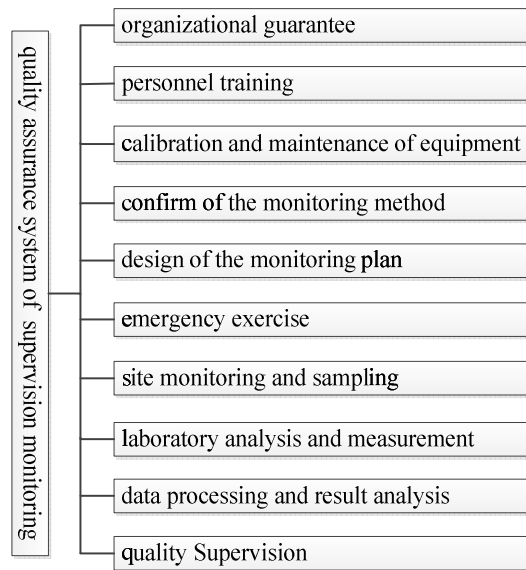 quality assurance system of supervision monitoring
organizational guarantee
personnel training
calibration and maintenance of equipment
confirm of the monitoring method
design of the monitoring plan
emergency exercise
site monitoring and sampling
laboratory analysis and measurement
data processing and result analysis
quality Supervision